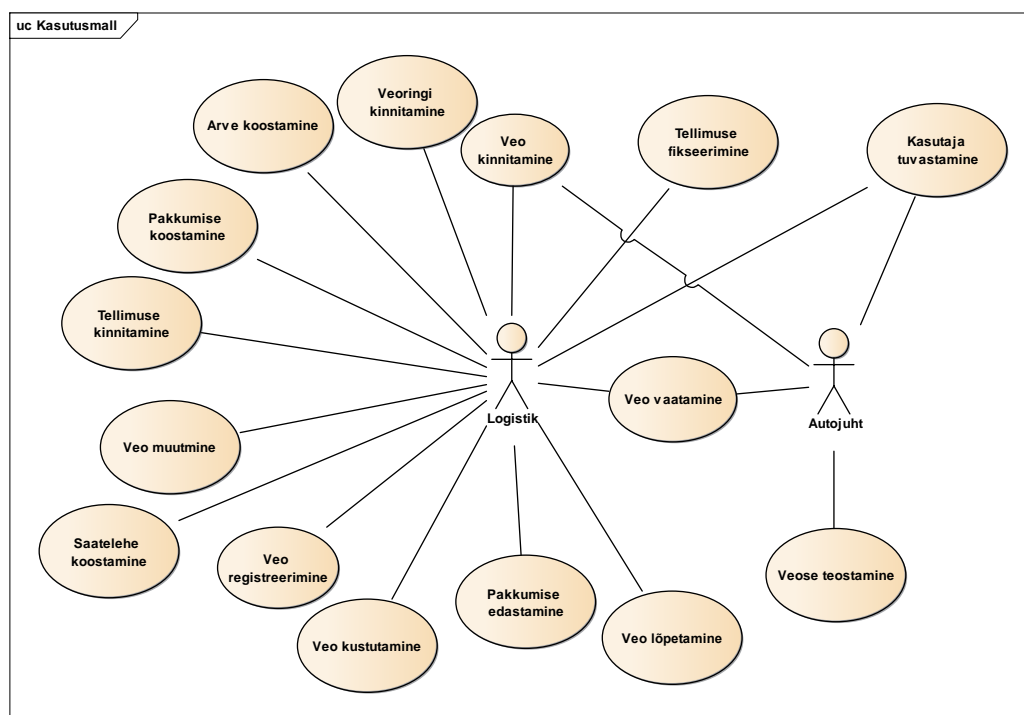 uc Kasutusmall
Veoringi
kinnitamine
Arve koostamine
Veo
kinnitamine
Tellimuse
fikseerimine
Kasutaja
tuvastamine
Pakkumise
koostamine
Tellimuse
kinnitamine
Veo vaatamine
Logistik
Autojuht
Veo muutmine
Saatelehe
koostamine
Veo
registreerimine
Pakkumise
edastamine
Veose teostamine
Veo kustutamine
Veo lõpetamine